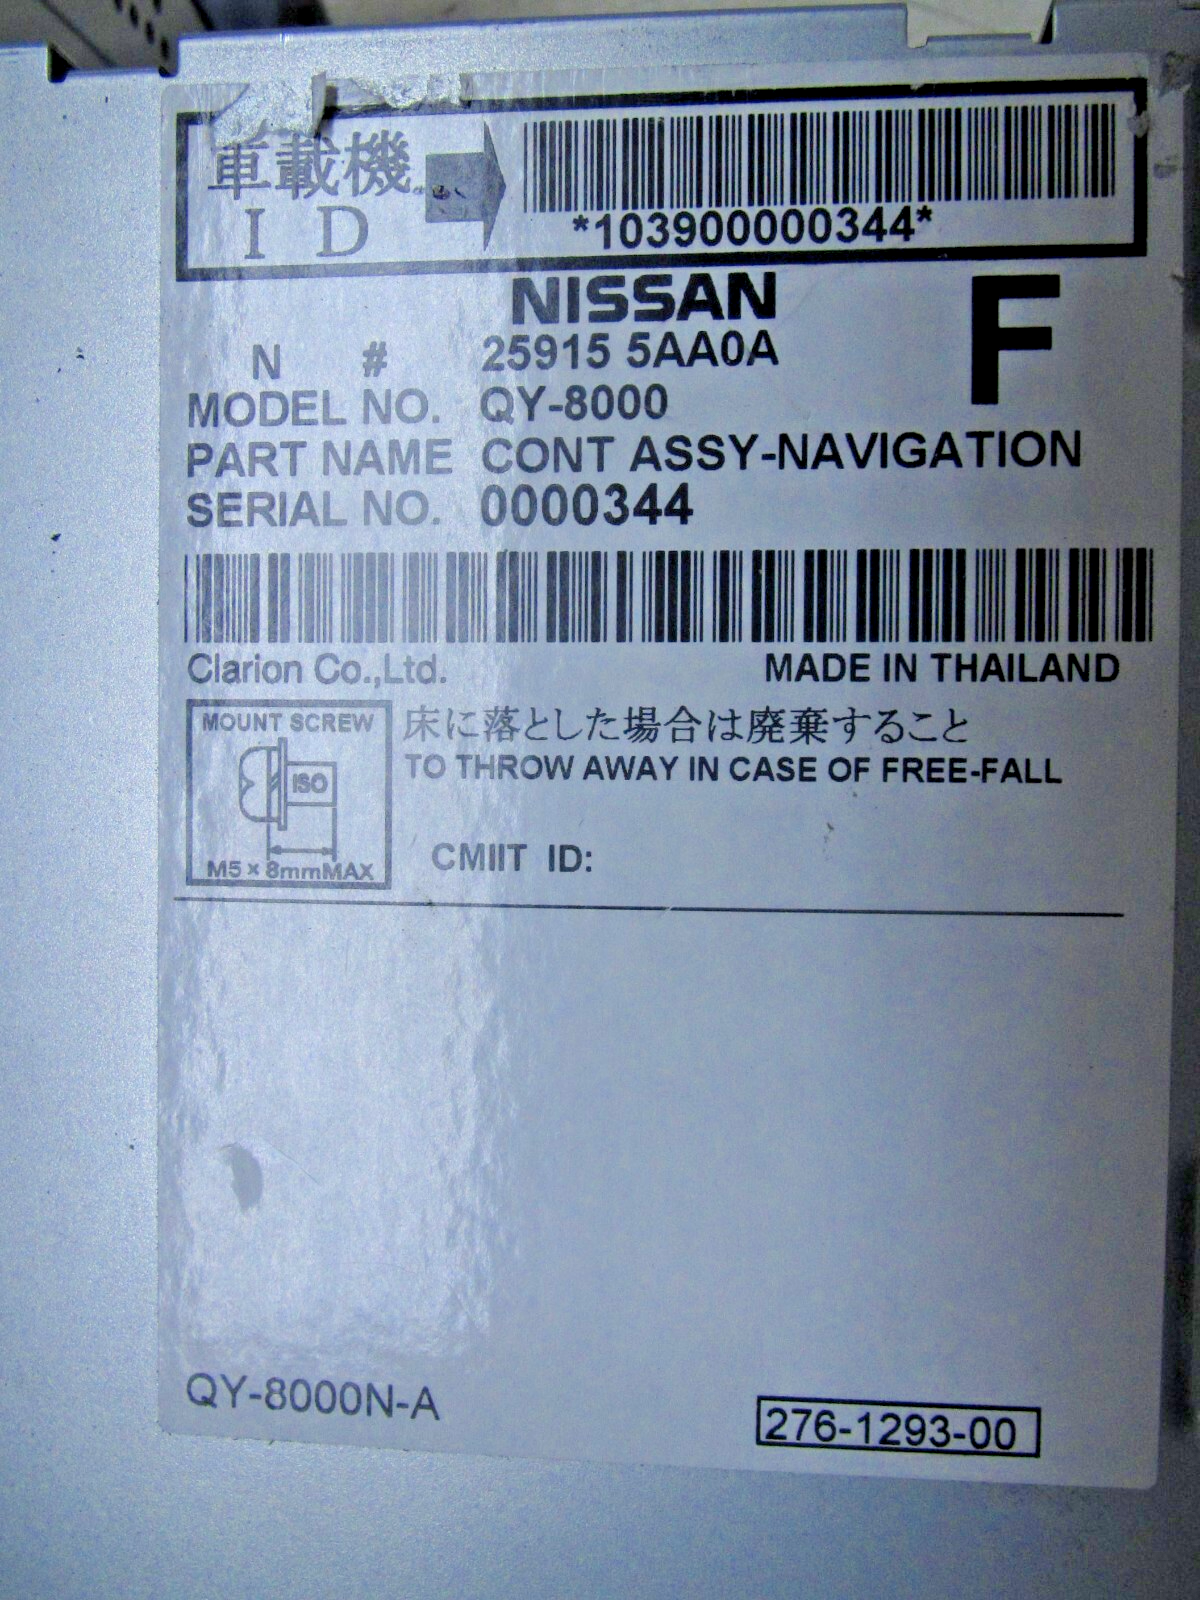 車載機
I D
*103900000344*
NISSAN
F
N # 25915 5AA0A
MODEL NO. QY-8000
PART NAME CONT ASSY-NAVIGATION
SERIAL NO. 0000344
Clarion Co.,Ltd. MADE IN THAILAND
MOUNT SCREW
ISO
M5×8mmMAX
床に落とした場合は廃棄すること
TO THROW AWAY IN CASE OF FREE-FALL
CMIIT ID:
QY-8000N-A
276-1293-00